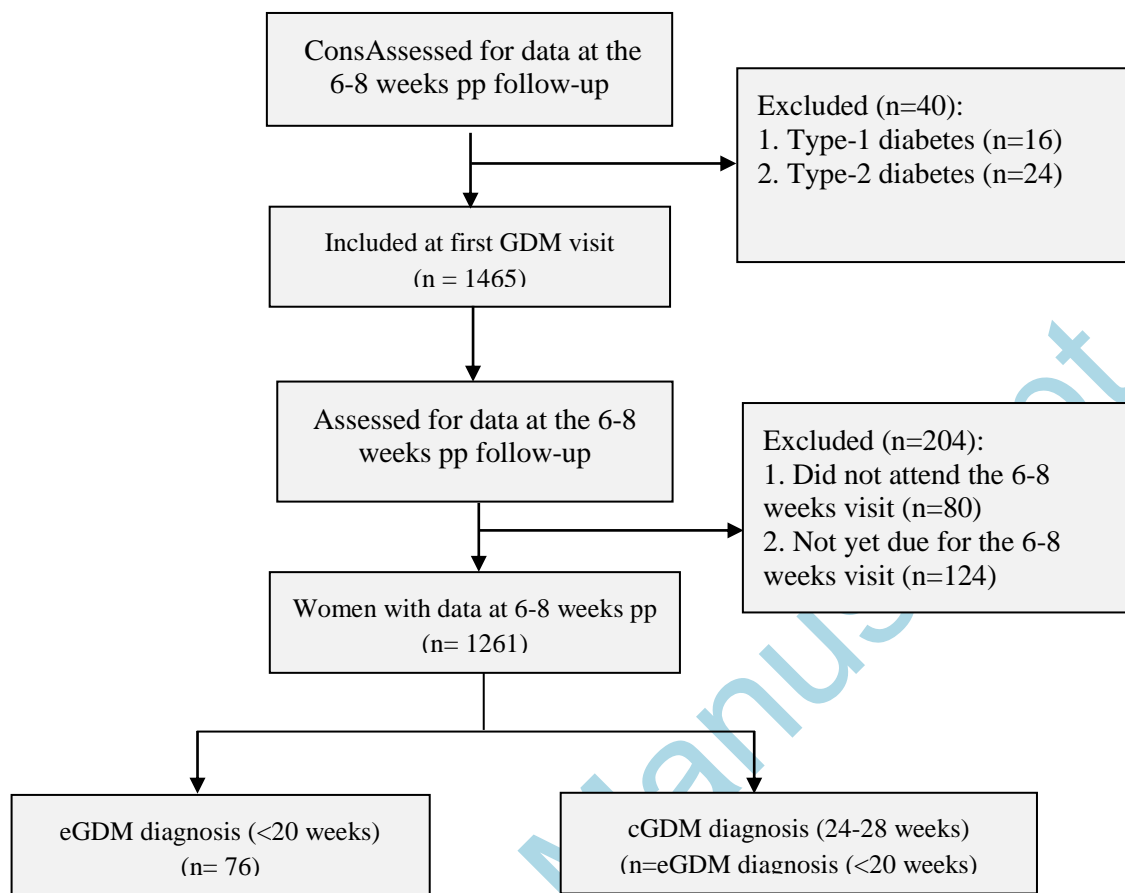 ConsAssessed for data at the
6-8 weeks pp follow-up
Excluded (n=40):
1. Type-1 diabetes (n=16)
2. Type-2 diabetes (n=24)
Included at first GDM visit
(n = 1465)
Assessed for data at the 6-8
weeks pp follow-up
Excluded (n=204):
1. Did not attend the 6-8
weeks visit (n=80)
2. Not yet due for the 6-8
weeks visit (n=124)
Women with data at 6-8 weeks pp
(n= 1261)
eGDM diagnosis (<20 weeks)
(n= 76)
cGDM diagnosis (24-28 weeks)
(n=eGDM diagnosis (<20 weeks)